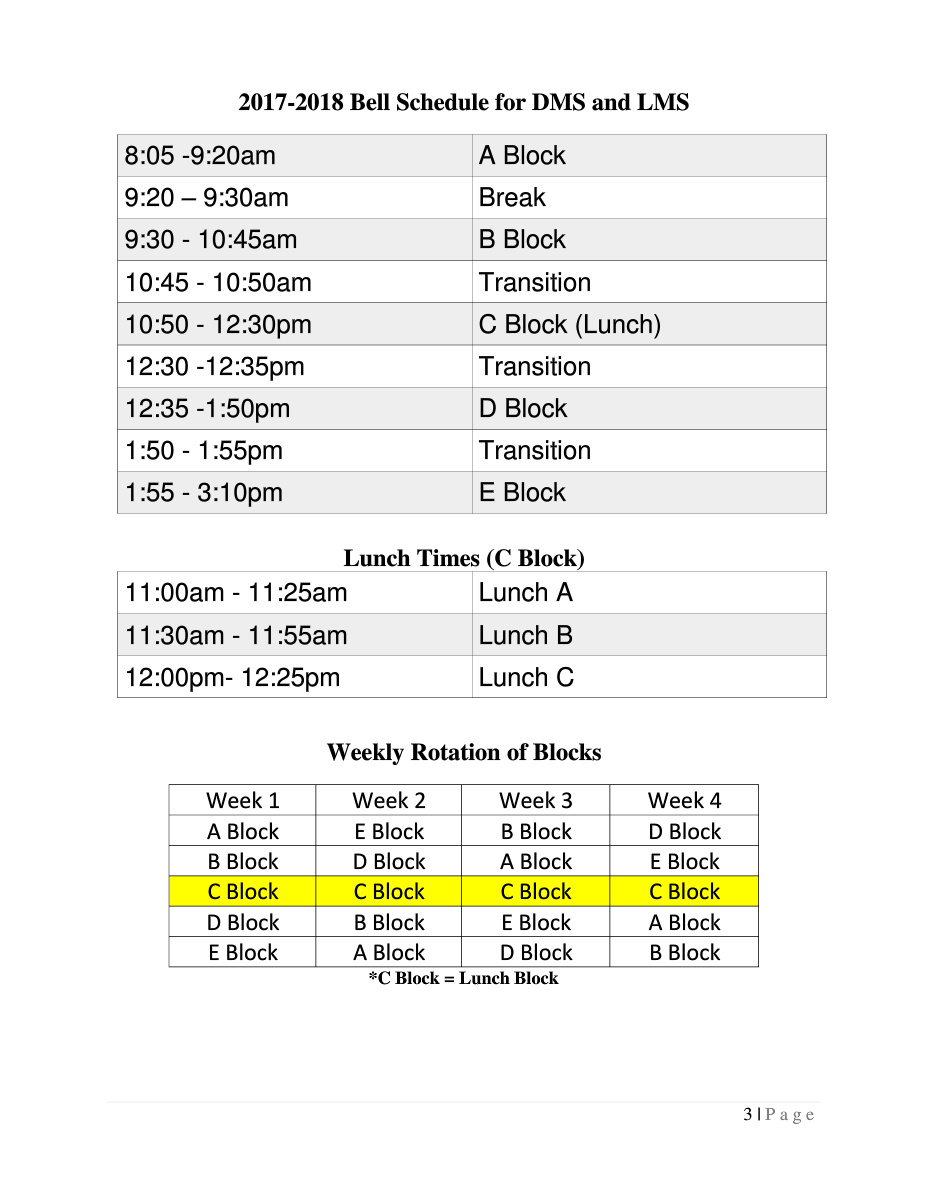 2017-2018 Bell Schedule for DMS and LMS
8:05 -9:20am A Block
9:20 – 9:30am Break
9:30 - 10:45am B Block
10:45 - 10:50am Transition
10:50 - 12:30pm C Block (Lunch)
12:30 -12:35pm Transition
12:35 -1:50pm D Block
1:50 - 1:55pm Transition
1:55 - 3:10pm E Block
Lunch Times (C Block)
11:00am - 11:25am Lunch A
11:30am - 11:55am Lunch B
12:00pm- 12:25pm Lunch C
Weekly Rotation of Blocks
Week 1 Week 2 Week 3 Week 4
A Block E Block B Block D Block
B Block D Block A Block E Block
C Block C Block C Block C Block
D Block B Block E Block A Block
E Block A Block D Block B Block
*C Block = Lunch Block
3 | P a g e